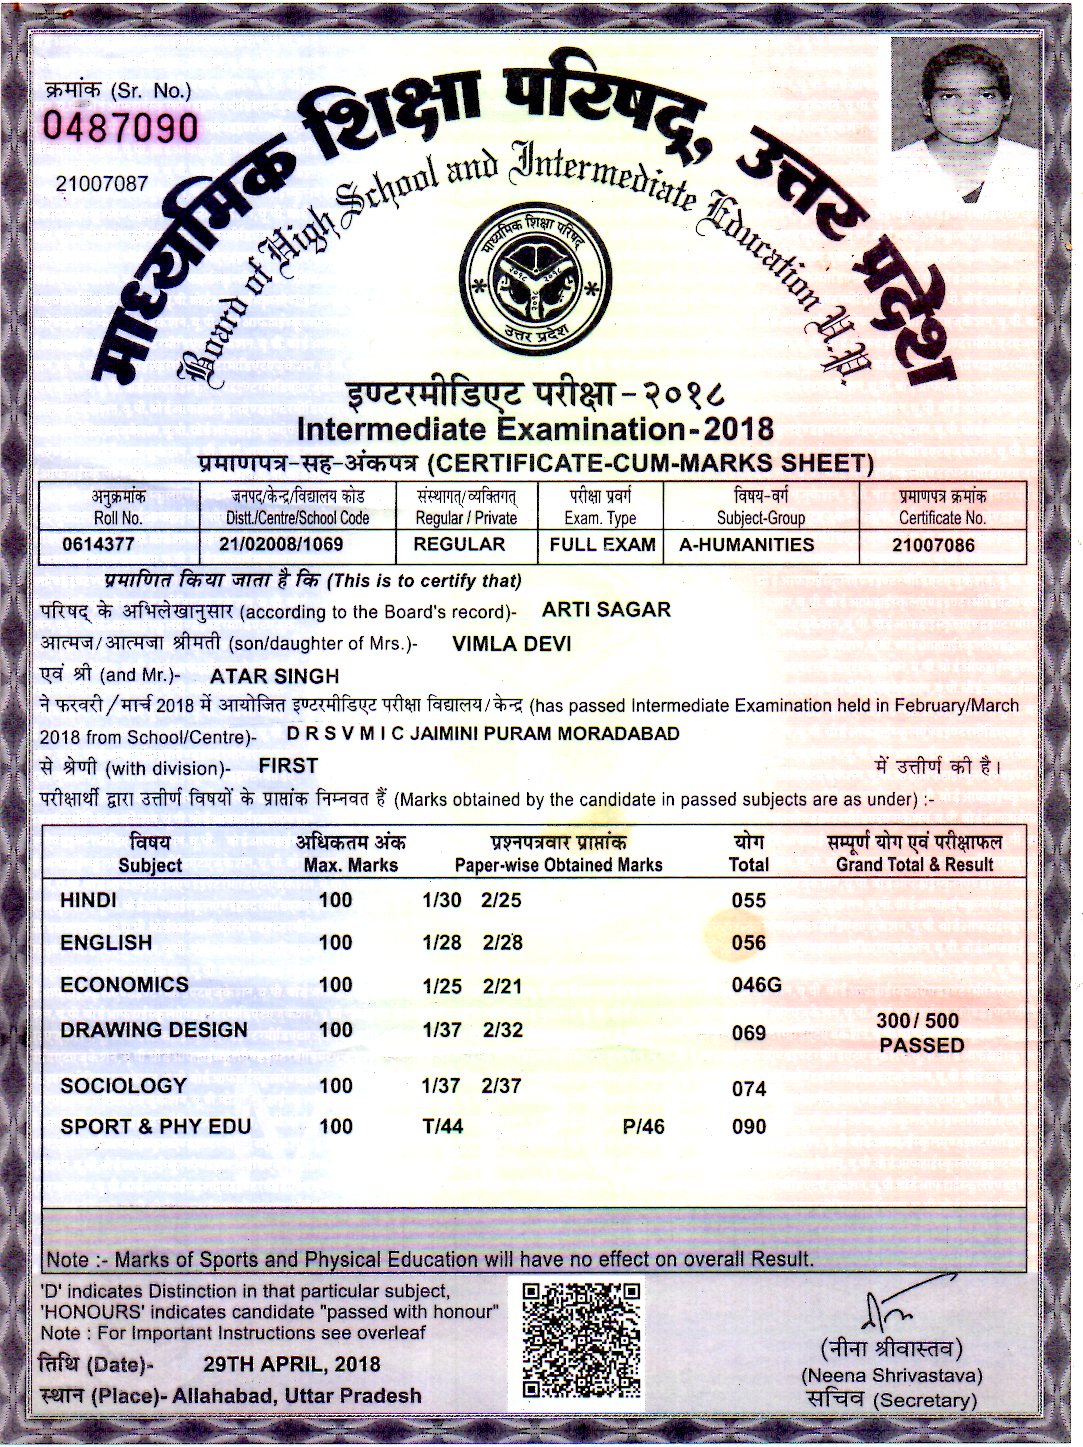 क्रमांक (Sr. No.)
0487090
21007087
माध्यमिक शिक्षा परिषद्, उत्तर प्रदेश
Board of High School and Intermediate Education U.P.
माध्यमिक शिक्षा परिषद
उत्तर प्रदेश
इण्टरमीडिएट परीक्षा - २०१८
Intermediate Examination - 2018
प्रमाणपत्र-सह-अंकपत्र (CERTIFICATE-CUM-MARKS SHEET)
अनुक्रमांक जनपद/केन्द्र/विद्यालय कोड संस्थागत/व्यक्तिगत् परीक्षा प्रवर्ग विषय-वर्ग प्रमाणपत्र क्रमांक
Roll No. Distt./Centre/School Code Regular / Private Exam. Type Subject-Group Certificate No.
0614377 21/02008/1069 REGULAR FULL EXAM A-HUMANITIES 21007086
प्रमाणित किया जाता है कि (This is to certify that)
परिषद् के अभिलेखानुसार (according to the Board's record)- ARTI SAGAR
आत्मज/आत्मजा श्रीमती (son/daughter of Mrs.)- VIMLA DEVI
एवं श्री (and Mr.)- ATAR SINGH
ने फरवरी/मार्च 2018 में आयोजित इण्टरमीडिएट परीक्षा विद्यालय/केन्द्र (has passed Intermediate Examination held in February/March
2018 from School/Centre)- D R S V M I C JAIMINI PURAM MORADABAD
से श्रेणी (with division)- FIRST में उत्तीर्ण की है।
परीक्षार्थी द्वारा उत्तीर्ण विषयों के प्राप्तांक निम्नवत हैं (Marks obtained by the candidate in passed subjects are as under) :-
विषय अधिकतम अंक प्रश्नपत्रवार प्राप्तांक योग सम्पूर्ण योग एवं परीक्षाफल
Subject Max. Marks Paper-wise Obtained Marks Total Grand Total & Result
HINDI 100 1/30 2/25 055
ENGLISH 100 1/28 2/28 056
ECONOMICS 100 1/25 2/21 046G
DRAWING DESIGN 100 1/37 2/32 069 300/ 500
PASSED
SOCIOLOGY 100 1/37 2/37 074
SPORT & PHY EDU 100 T/44 P/46 090
Note :- Marks of Sports and Physical Education will have no effect on overall Result.
'D' indicates Distinction in that particular subject,
'HONOURS' indicates candidate "passed with honour"
Note : For Important Instructions see overleaf
तिथि (Date)- 29TH APRIL, 2018
स्थान (Place)- Allahabad, Uttar Pradesh
(नीना श्रीवास्तव)
(Neena Shrivastava)
सचिव (Secretary)